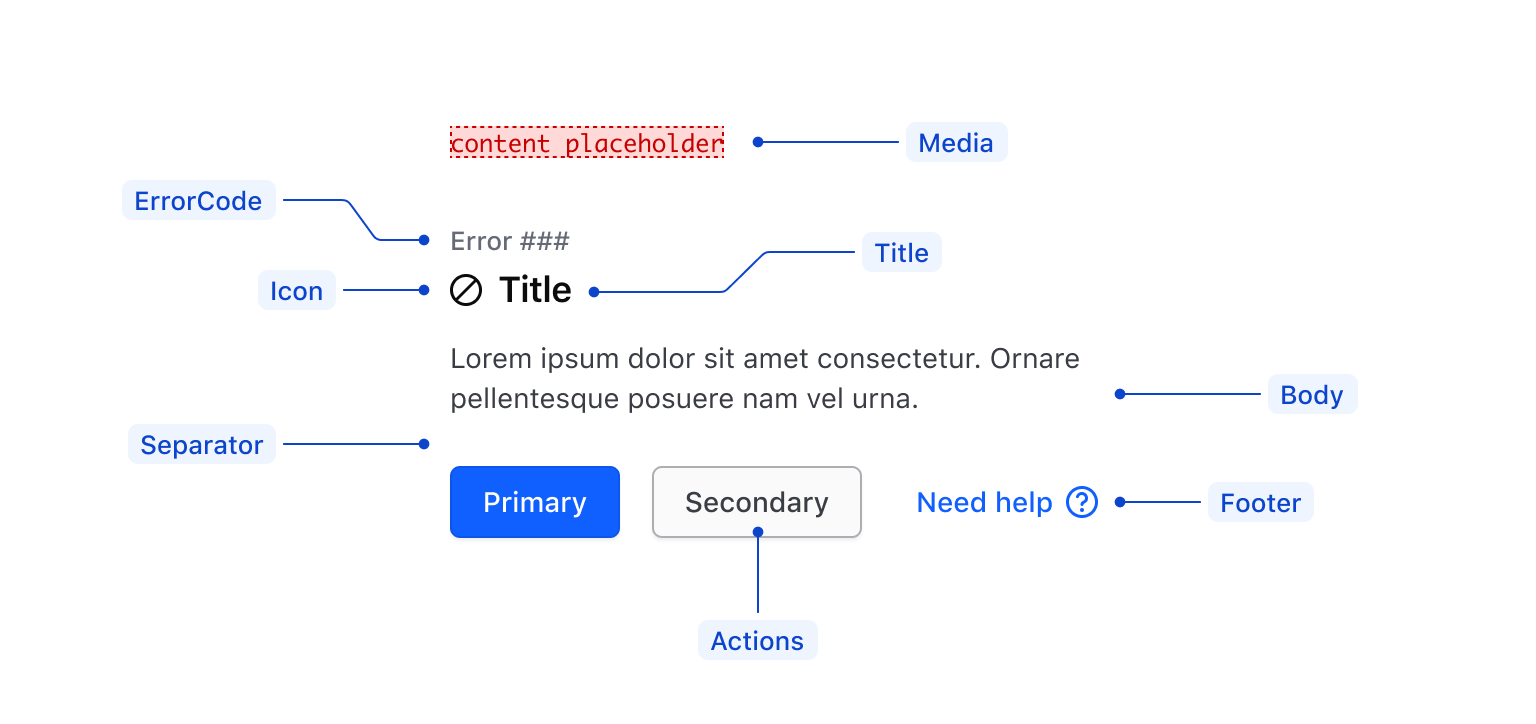 content placeholder
Media
ErrorCode
Error ###
Title
Icon
Title
Lorem ipsum dolor sit amet consectetur. Ornare
pellentesque posuere nam vel urna.
Body
Separator
Primary
Secondary
Need help
Footer
Actions